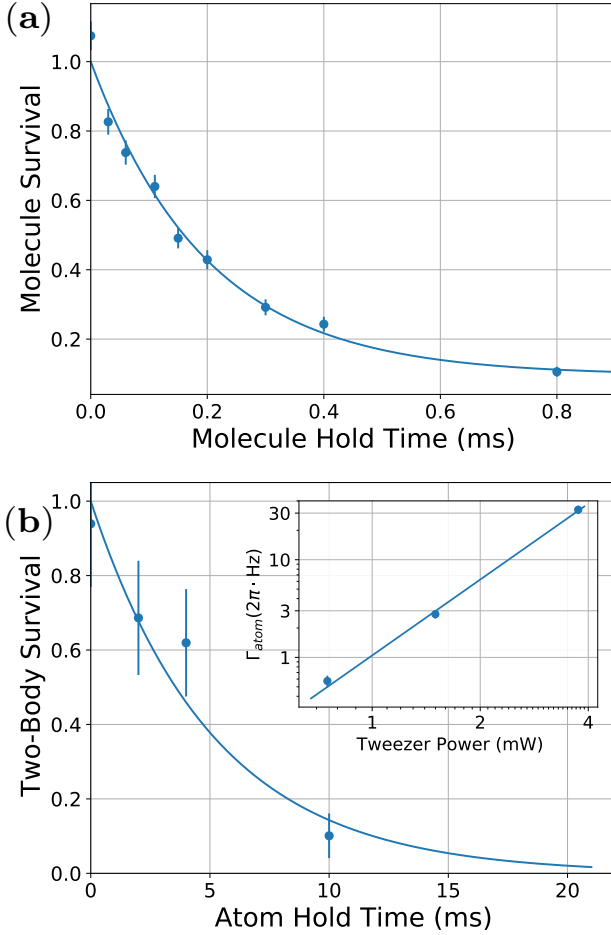 (a)
Molecule Survival
1.0
0.8
0.6
0.4
0.2
0.0 0.2 0.4 0.6 0.8
Molecule Hold Time (ms)
(b)
Two-Body Survival
1.0
0.8
0.6
0.4
0.2
0.0
0 5 10 15 20
Atom Hold Time (ms)
Γatom(2π· Hz)
30
10
3
1
1 2 4
Tweezer Power (mW)